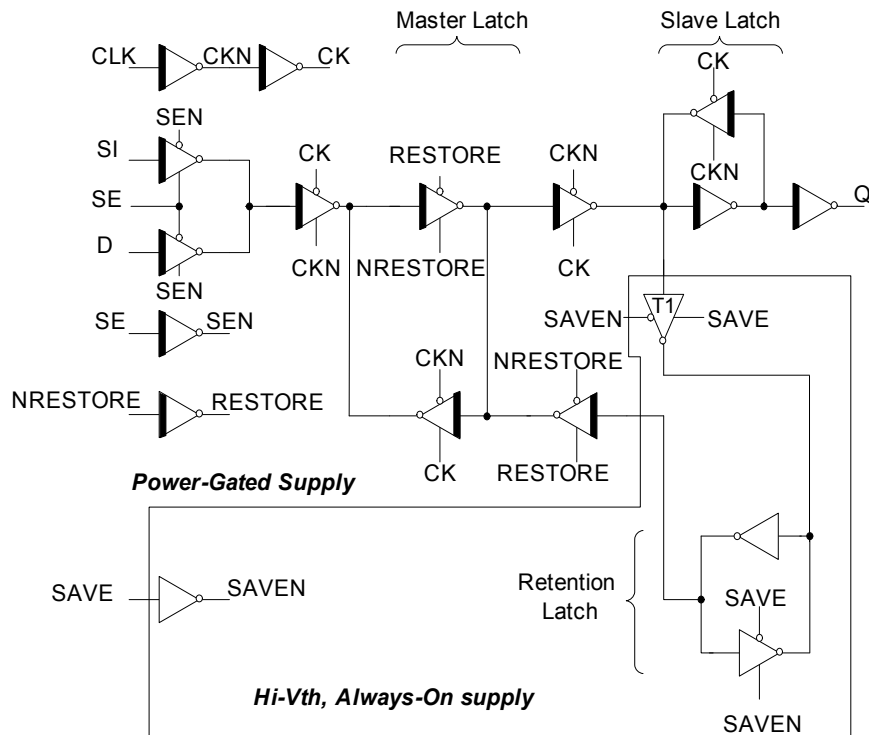 Master Latch
Slave Latch
CLK
CKN
CK
CK
SEN
SI
CK
RESTORE
CKN
CKN
SE
Q
D
CKN
NRESTORE
CK
SEN
T1
SAVEN
SAVE
SE
SEN
CKN
NRESTORE
NRESTORE
RESTORE
CK
RESTORE
Power-Gated Supply
Retention
Latch
SAVE
SAVEN
SAVE
Hi-Vth, Always-On supply
SAVEN